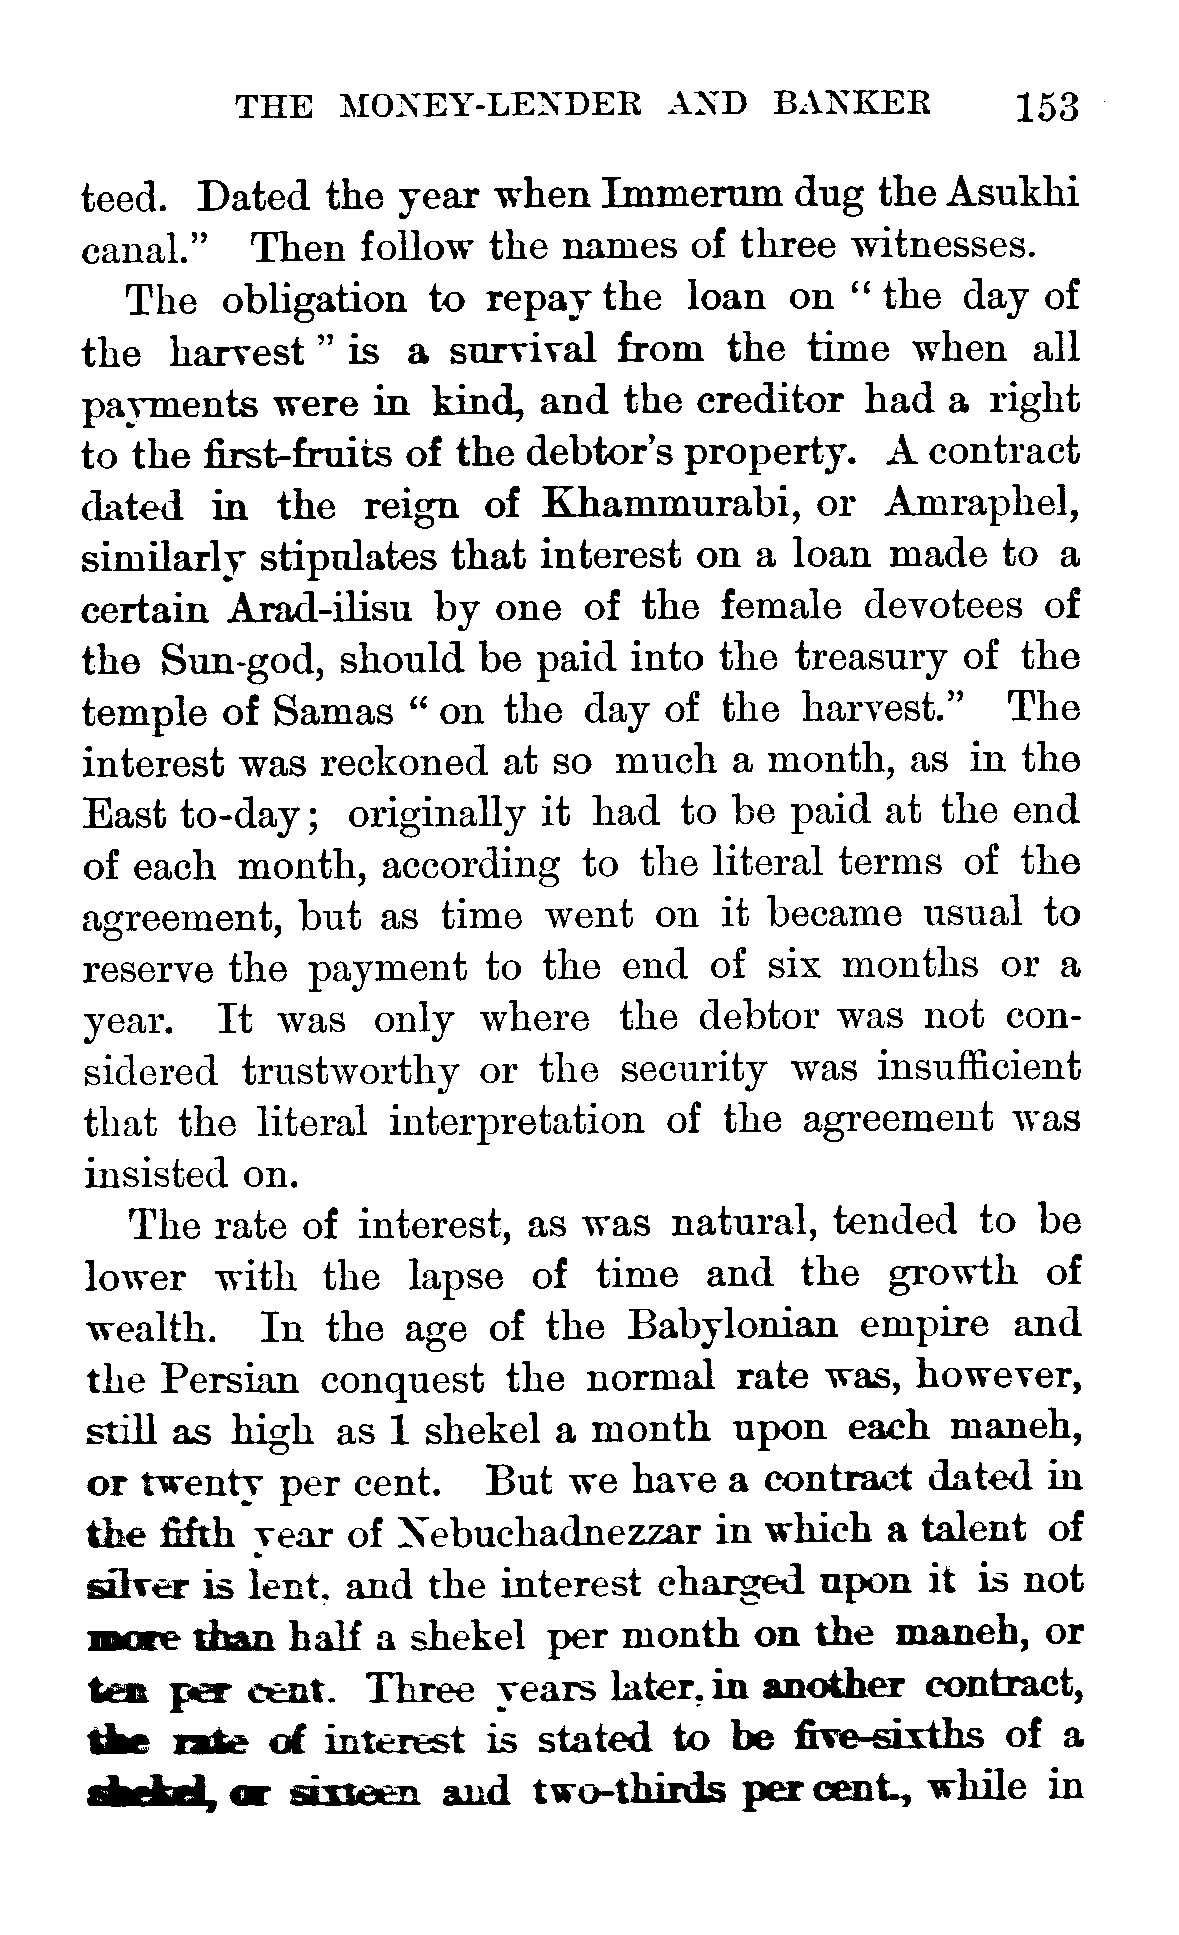 THE MONEY-LENDER AND BANKER 153
teed. Dated the year when Immerum dug the Asukhi
canal.” Then follow the names of three witnesses.
The obligation to repay the loan on “ the day of
the harvest ” is a survival from the time when all
payments were in kind, and the creditor had a right
to the first-fruits of the debtor’s property. A contract
dated in the reign of Khammurabi, or Amraphel,
similarly stipulates that interest on a loan made to a
certain Arad-ilisu by one of the female devotees of
the Sun-god, should be paid into the treasury of the
temple of Samas “ on the day of the harvest.” The
interest was reckoned at so much a month, as in the
East to-day; originally it had to be paid at the end
of each month, according to the literal terms of the
agreement, but as time went on it became usual to
reserve the payment to the end of six months or a
year. It was only where the debtor was not con-
sidered trustworthy or the security was insufficient
that the literal interpretation of the agreement was
insisted on.
The rate of interest, as was natural, tended to be
lower with the lapse of time and the growth of
wealth. In the age of the Babylonian empire and
the Persian conquest the normal rate was, however,
still as high as 1 shekel a month upon each maneh,
or twenty per cent. But we have a contract dated in
the fifth year of Nebuchadnezzar in which a talent of
silver is lent, and the interest charged upon it is not
more than half a shekel per month on the maneh, or
ten per cent. Three years later, in another contract,
the rate of interest is stated to be five-sixths of a
shekel, or sixteen and two-thirds per cent., while in